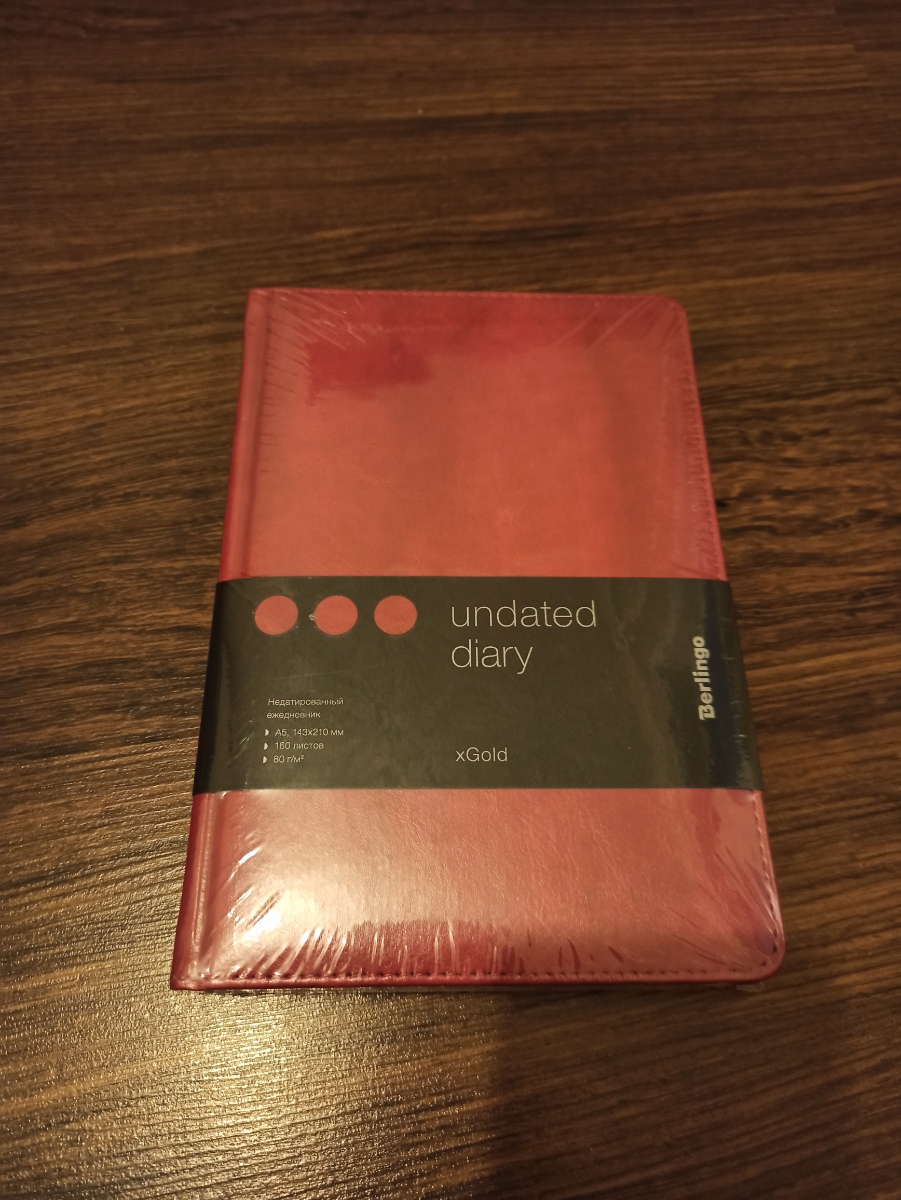 undated
diary
Недатированный
ежедневник
А5, 143х210 мм
160 листов
80 г/м²
xGold
Berlingo